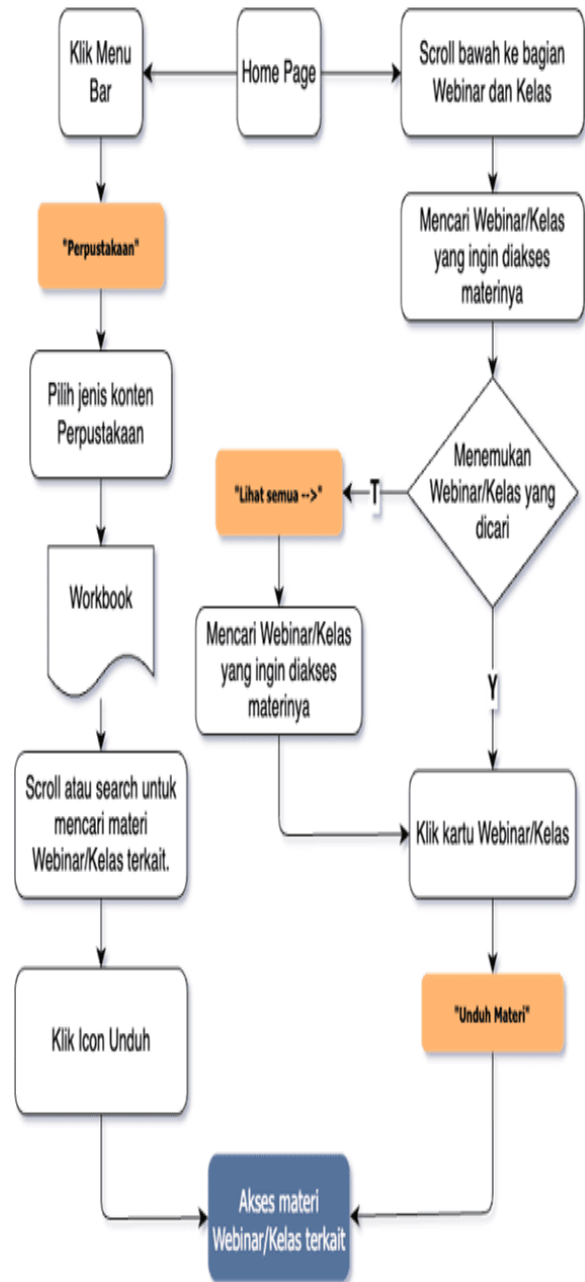 Klik Menu
Bar
Home Page
Scroll bawah ke bagian
Webinar dan Kelas
"Perpustakaan"
Mencari Webinar/Kelas
yang ingin diakses
materinya
Pilih jenis konten
Perpustakaan
Menemukan
Webinar/Kelas yang
dicari
T
"Lihat semua -->"
Workbook
Mencari Webinar/Kelas
yang ingin diakses
materinya
Y
Scroll atau search untuk
mencari materi
Webinar/Kelas terkait.
Klik kartu Webinar/Kelas
Klik Icon Unduh
"Unduh Materi"
Akses materi
Webinar/Kelas terkait